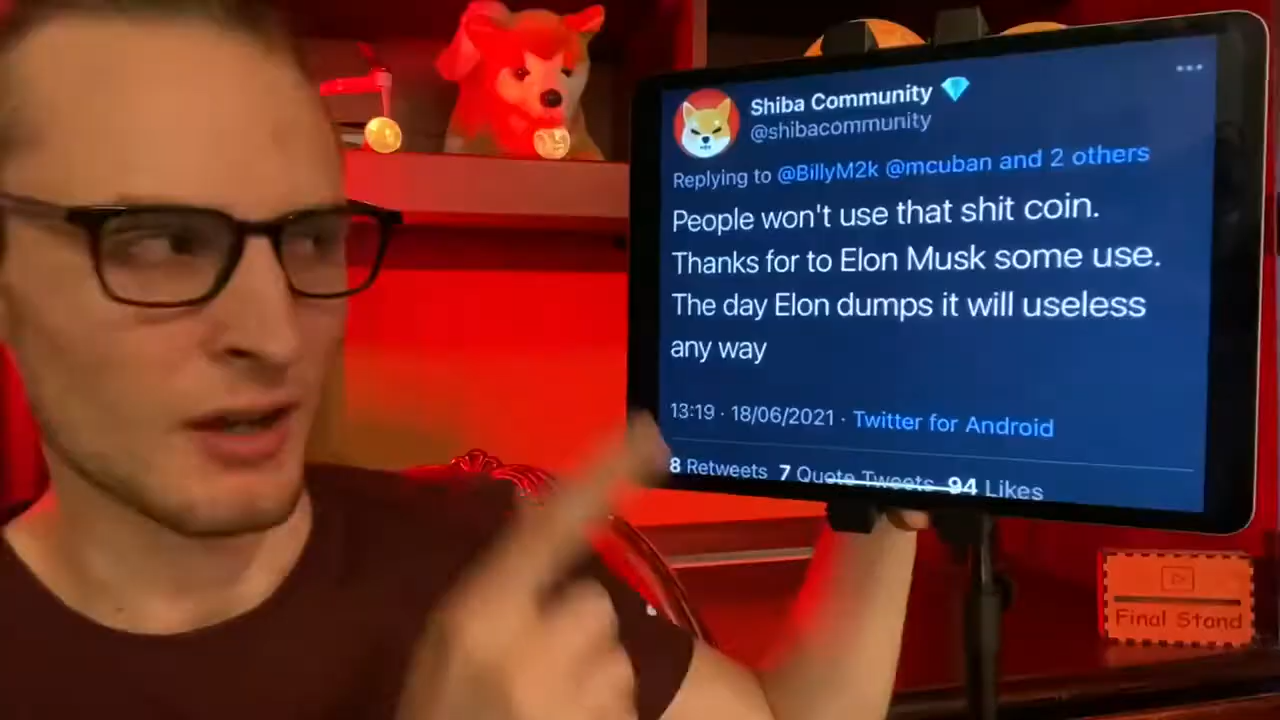 Shiba Community
@shibacommunity
Replying to @BillyM2k @mcuban and 2 others
People won't use that shit coin.
Thanks for to Elon Musk some use.
The day Elon dumps it will useless
any way
13:19 · 18/06/2021 · Twitter for Android
8 Retweets 7 Quote Tweets 94 Likes
Final Stand